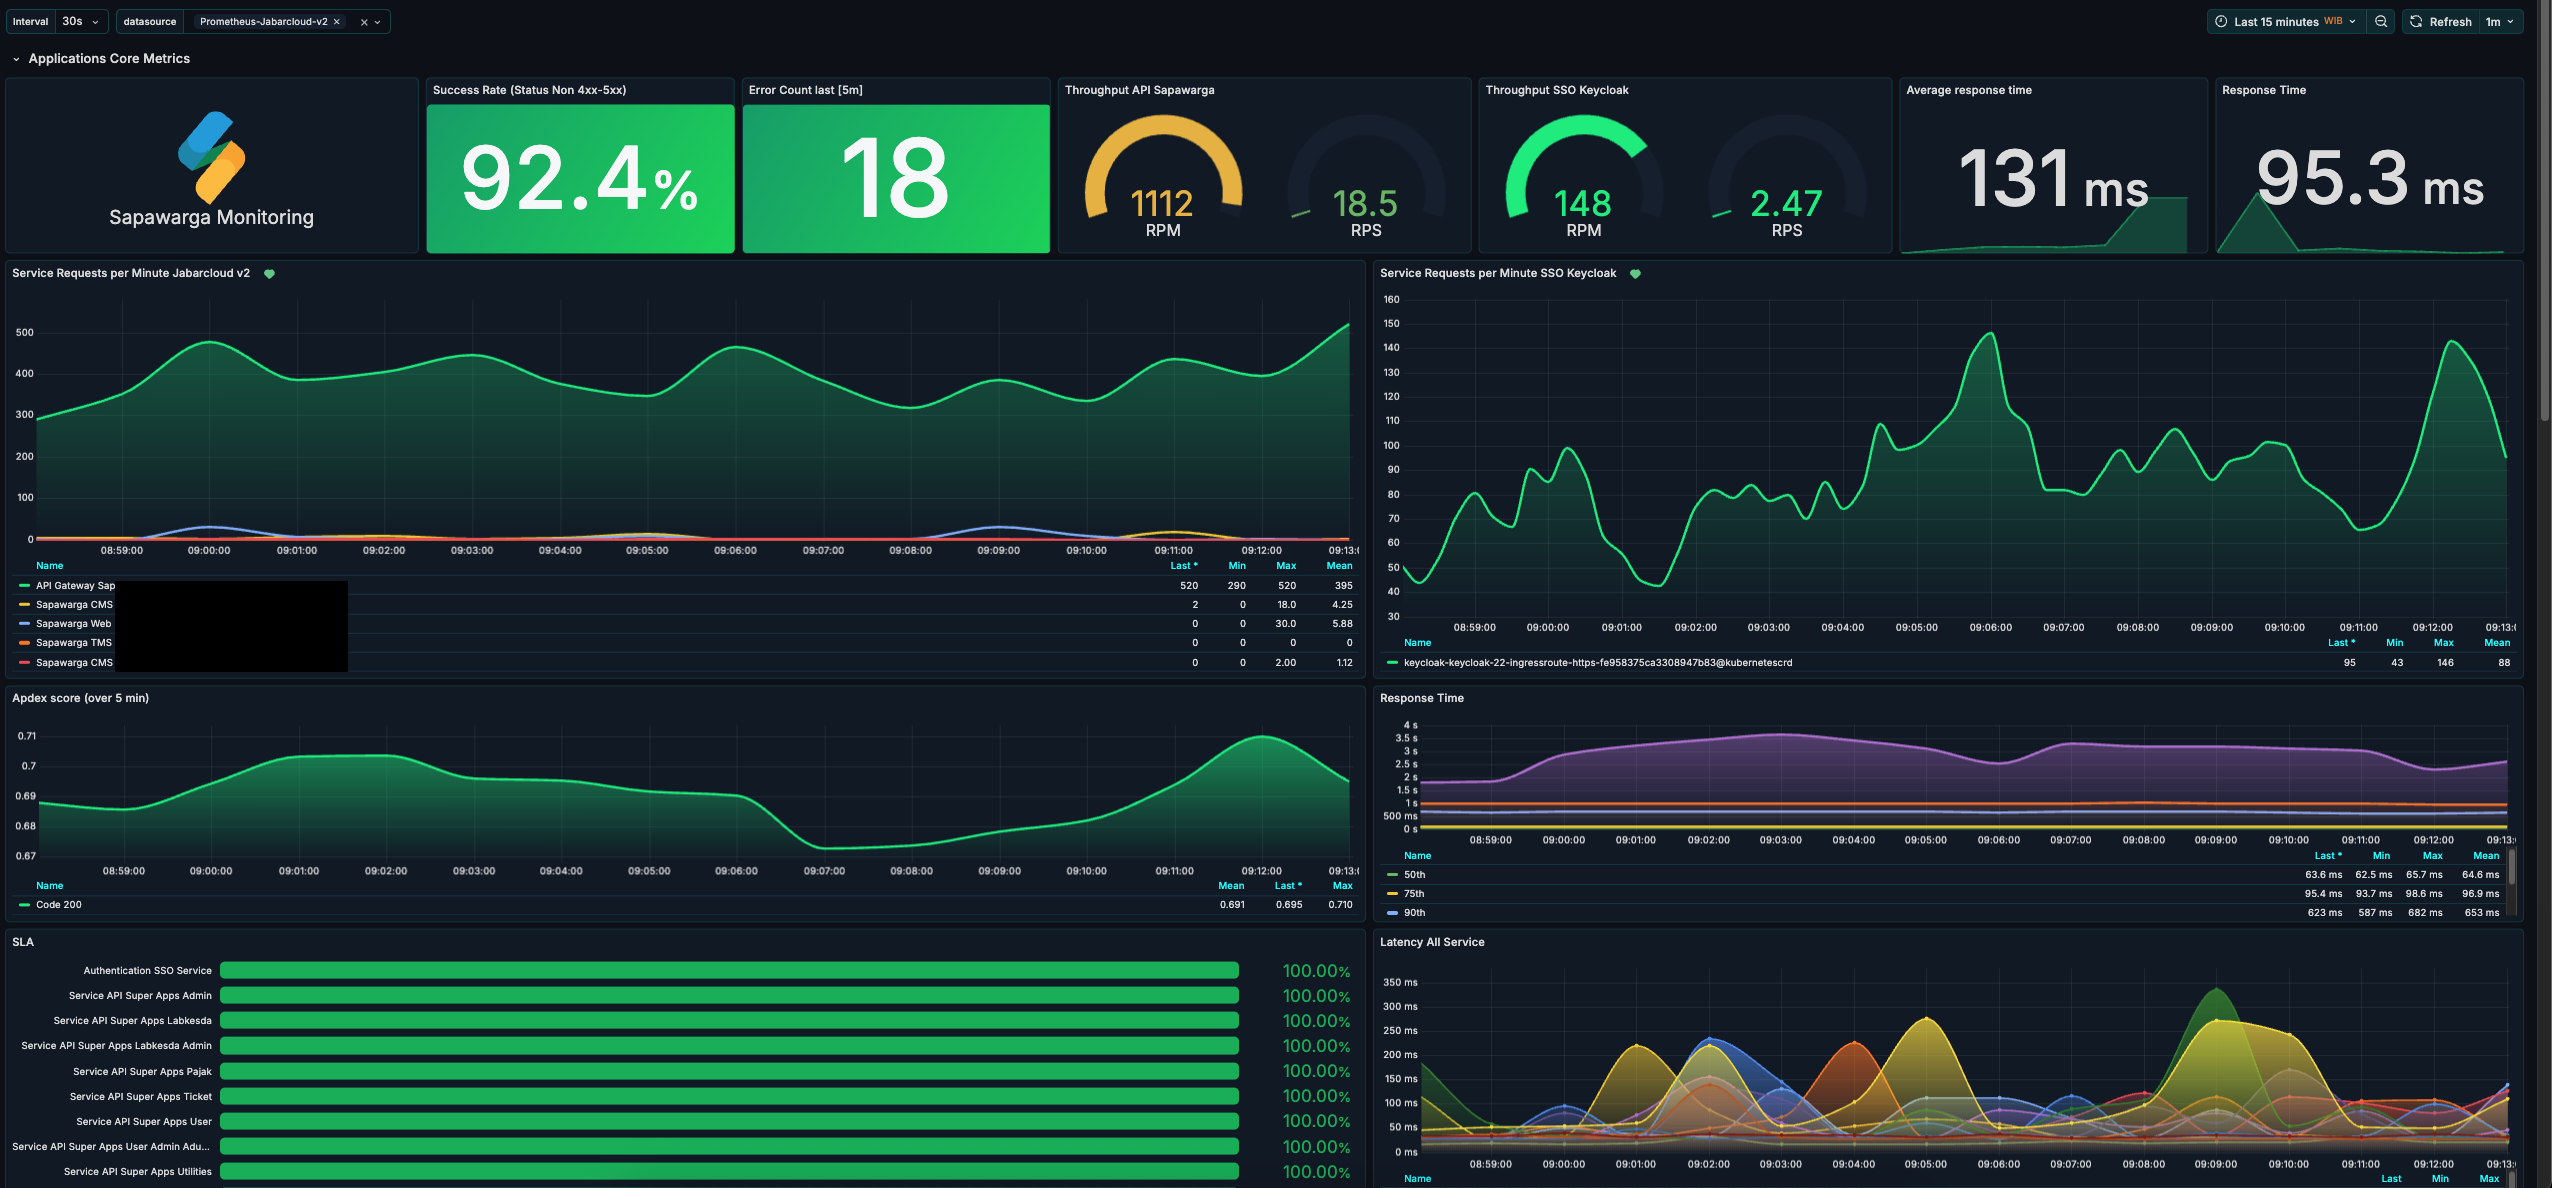 Interval 30s datasource Prometheus-Jabarcloud-v2 Last 15 minutes WIB Refresh 1m
Applications Core Metrics
Sapawarga Monitoring
Success Rate (Status Non 4xx-5xx)
92.4%
Error Count last [5m]
18
Throughput API Sapawarga
1112 18.5
RPM RPS
Throughput SSO Keycloak
148 2.47
RPM RPS
Average response time
131 ms
Response Time
95.3 ms
Service Requests per Minute Jabarcloud v2
500
400
300
200
100
0
08:59:00 09:00:00 09:01:00 09:02:00 09:03:00 09:04:00 09:05:00 09:06:00 09:07:00 09:08:00 09:09:00 09:10:00 09:11:00 09:12:00 09:13:
Name Last * Min Max Mean
API Gateway Sap 520 290 520 395
Sapawarga CMS 2 0 18.0 4.25
Sapawarga Web 0 0 30.0 5.88
Sapawarga TMS 0 0 0 0
Sapawarga CMS 0 0 2.00 1.12
Service Requests per Minute SSO Keycloak
160
150
140
130
120
110
100
90
80
70
60
50
40
30
08:59:00 09:00:00 09:01:00 09:02:00 09:03:00 09:04:00 09:05:00 09:06:00 09:07:00 09:08:00 09:09:00 09:10:00 09:11:00 09:12:00 09:13:
Name Last * Min Max Mean
keycloak-keycloak-22-ingressroute-https-fe958375ca3308947b83@kubernetescrd 95 43 146 88
Apdex score (over 5 min)
0.71
0.7
0.69
0.68
0.67
08:59:00 09:00:00 09:01:00 09:02:00 09:03:00 09:04:00 09:05:00 09:06:00 09:07:00 09:08:00 09:09:00 09:10:00 09:11:00 09:12:00 09:13:
Name Mean Last * Max
Code 200 0.691 0.695 0.710
Response Time
4 s
3.5 s
3 s
2.5 s
2 s
1.5 s
1 s
500 ms
0 s
08:59:00 09:00:00 09:01:00 09:02:00 09:03:00 09:04:00 09:05:00 09:06:00 09:07:00 09:08:00 09:09:00 09:10:00 09:11:00 09:12:00 09:13:
Name Last * Min Max Mean
50th 63.6 ms 62.5 ms 65.7 ms 64.6 ms
75th 95.4 ms 93.7 ms 98.6 ms 96.9 ms
90th 623 ms 587 ms 682 ms 653 ms
SLA
Authentication SSO Service 100.00%
Service API Super Apps Admin 100.00%
Service API Super Apps Labkesda 100.00%
Service API Super Apps Labkesda Admin 100.00%
Service API Super Apps Pajak 100.00%
Service API Super Apps Ticket 100.00%
Service API Super Apps User 100.00%
Service API Super Apps User Admin Adu... 100.00%
Service API Super Apps Utilities 100.00%
Latency All Service
350 ms
300 ms
250 ms
200 ms
150 ms
100 ms
50 ms
0 ms
08:59:00 09:00:00 09:01:00 09:02:00 09:03:00 09:04:00 09:05:00 09:06:00 09:07:00 09:08:00 09:09:00 09:10:00 09:11:00 09:12:00 09:13:
Name Last Min Max